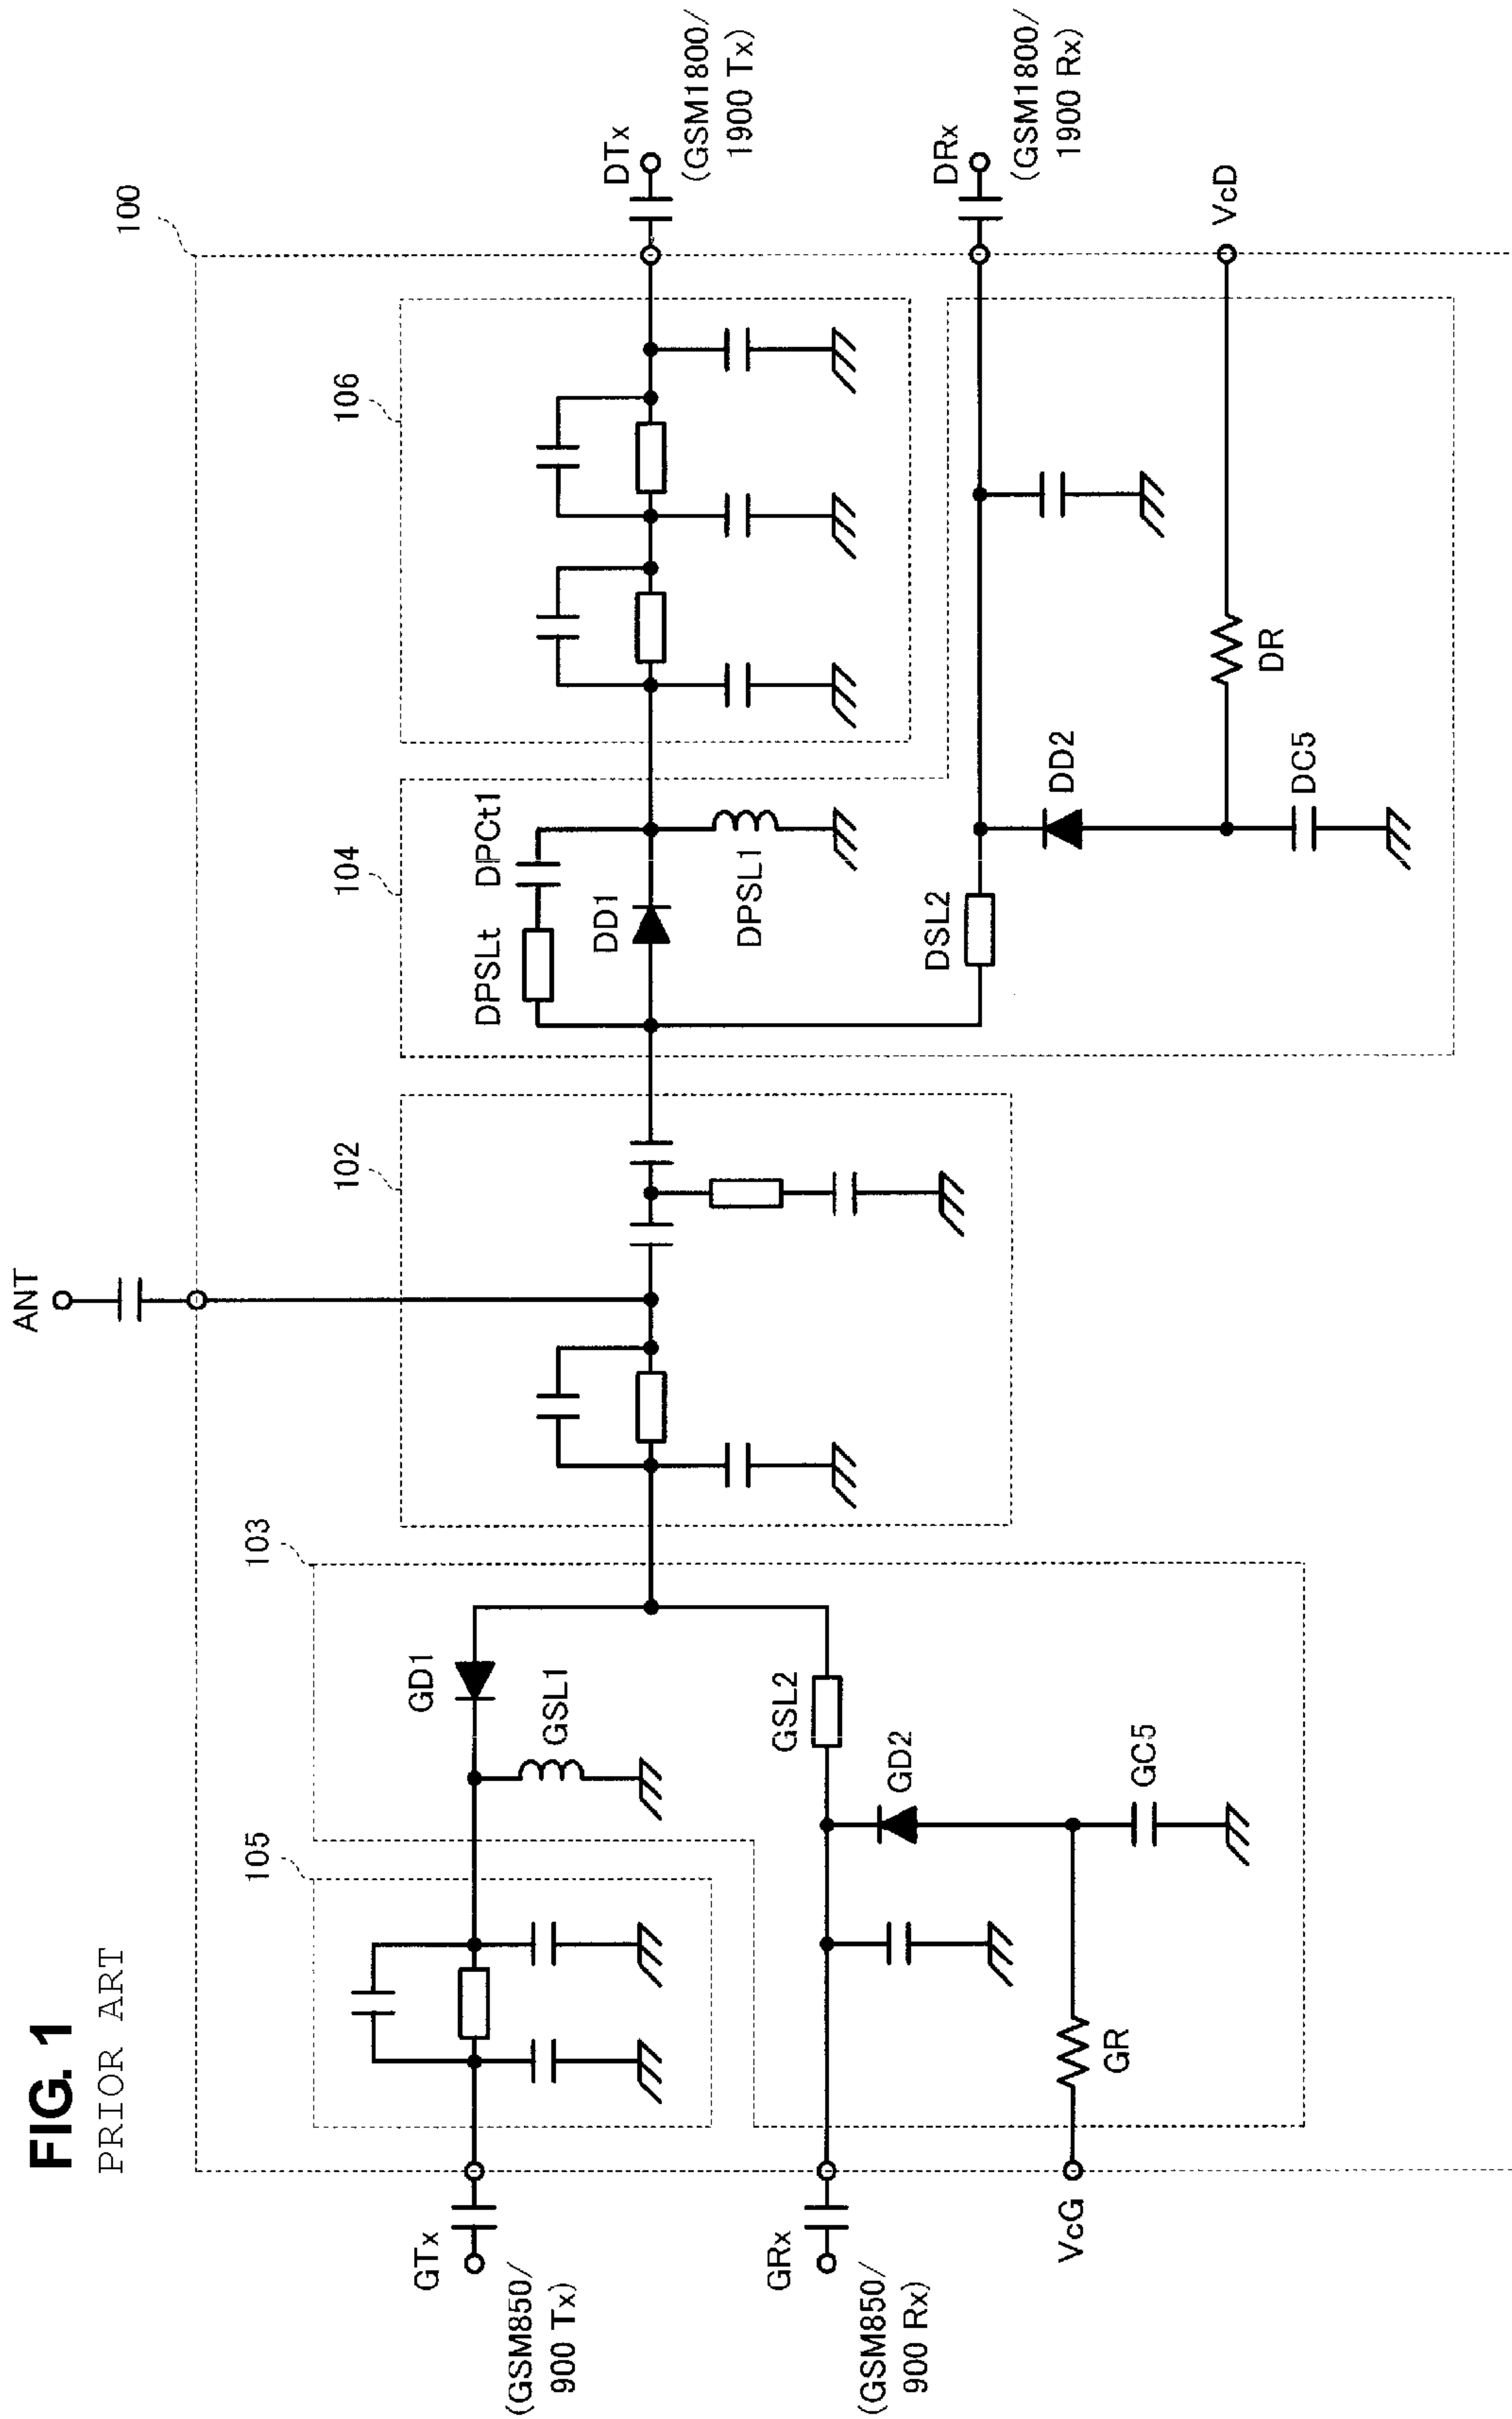 FIG. 1
PRIOR ART
ANT
100
102
103
104
105
106
GTx
(GSM850/
900 Tx)
GRx
(GSM850/
900 Rx)
VcG
GR
GD1
GSL1
GSL2
GD2
GC5
DPSLt
DPCt1
DD1
DPSL1
DSL2
DD2
DC5
DR
DTx
(GSM1800/
1900 Tx)
DRx
(GSM1800/
1900 Rx)
VcD